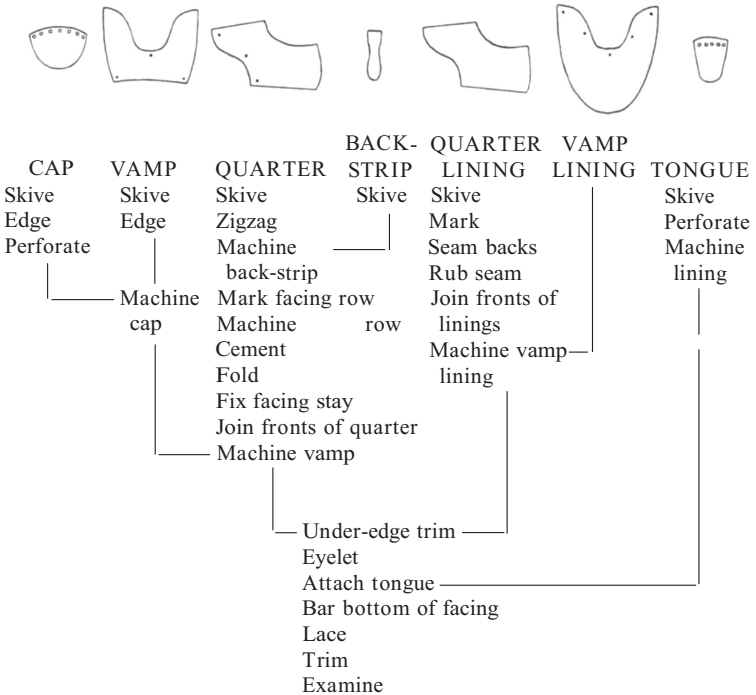 CAP
Skive
Edge
Perforate
VAMP
Skive
Edge
Machine
cap
QUARTER
Skive
Zigzag
Machine
back-strip
Mark facing row
Machine row
Cement
Fold
Fix facing stay
Join fronts of quarter
Machine vamp
BACK-
STRIP
Skive
QUARTER
LINING
Skive
Mark
Seam backs
Rub seam
Join fronts of
linings
Machine vamp
lining
VAMP
LINING
TONGUE
Skive
Perforate
Machine
lining
Under-edge trim
Eyelet
Attach tongue
Bar bottom of facing
Lace
Trim
Examine